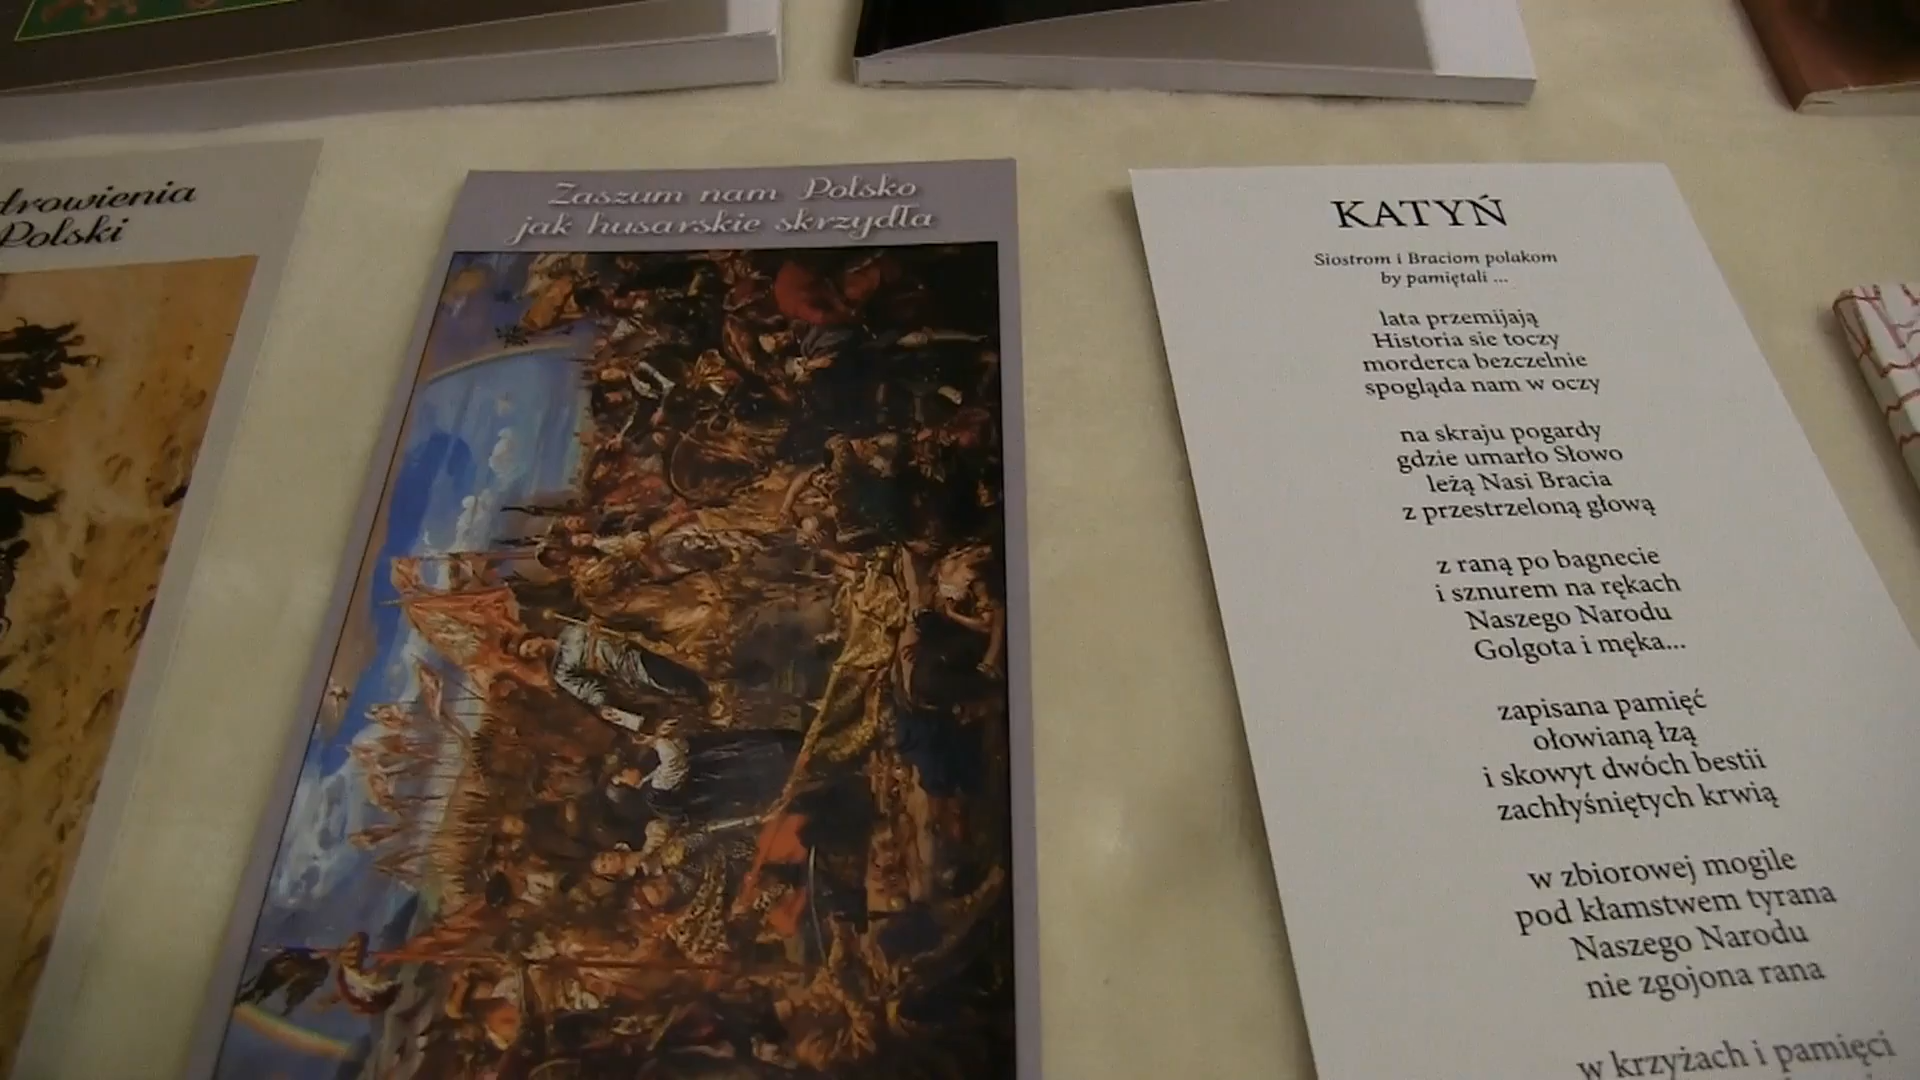 drowienia
Polski
Zaszum nam Polsko
jak husarskie skrzydła
KATYŃ
Siostrom i Braciom polakom
by pamiętali ...
lata przemijają
Historia sie toczy
morderca bezczelnie
spogląda nam w oczy
na skraju pogardy
gdzie umarło Słowo
leżą Nasi Bracia
z przestrzeloną głową
z raną po bagnecie
i sznurem na rękach
Naszego Narodu
Golgota i męka...
zapisana pamięć
ołowianą łzą
i skowyt dwóch bestii
zachłyśniętych krwią
w zbiorowej mogile
pod kłamstwem tyrana
Naszego Narodu
nie zgojona rana
w krzyżach i pamięci